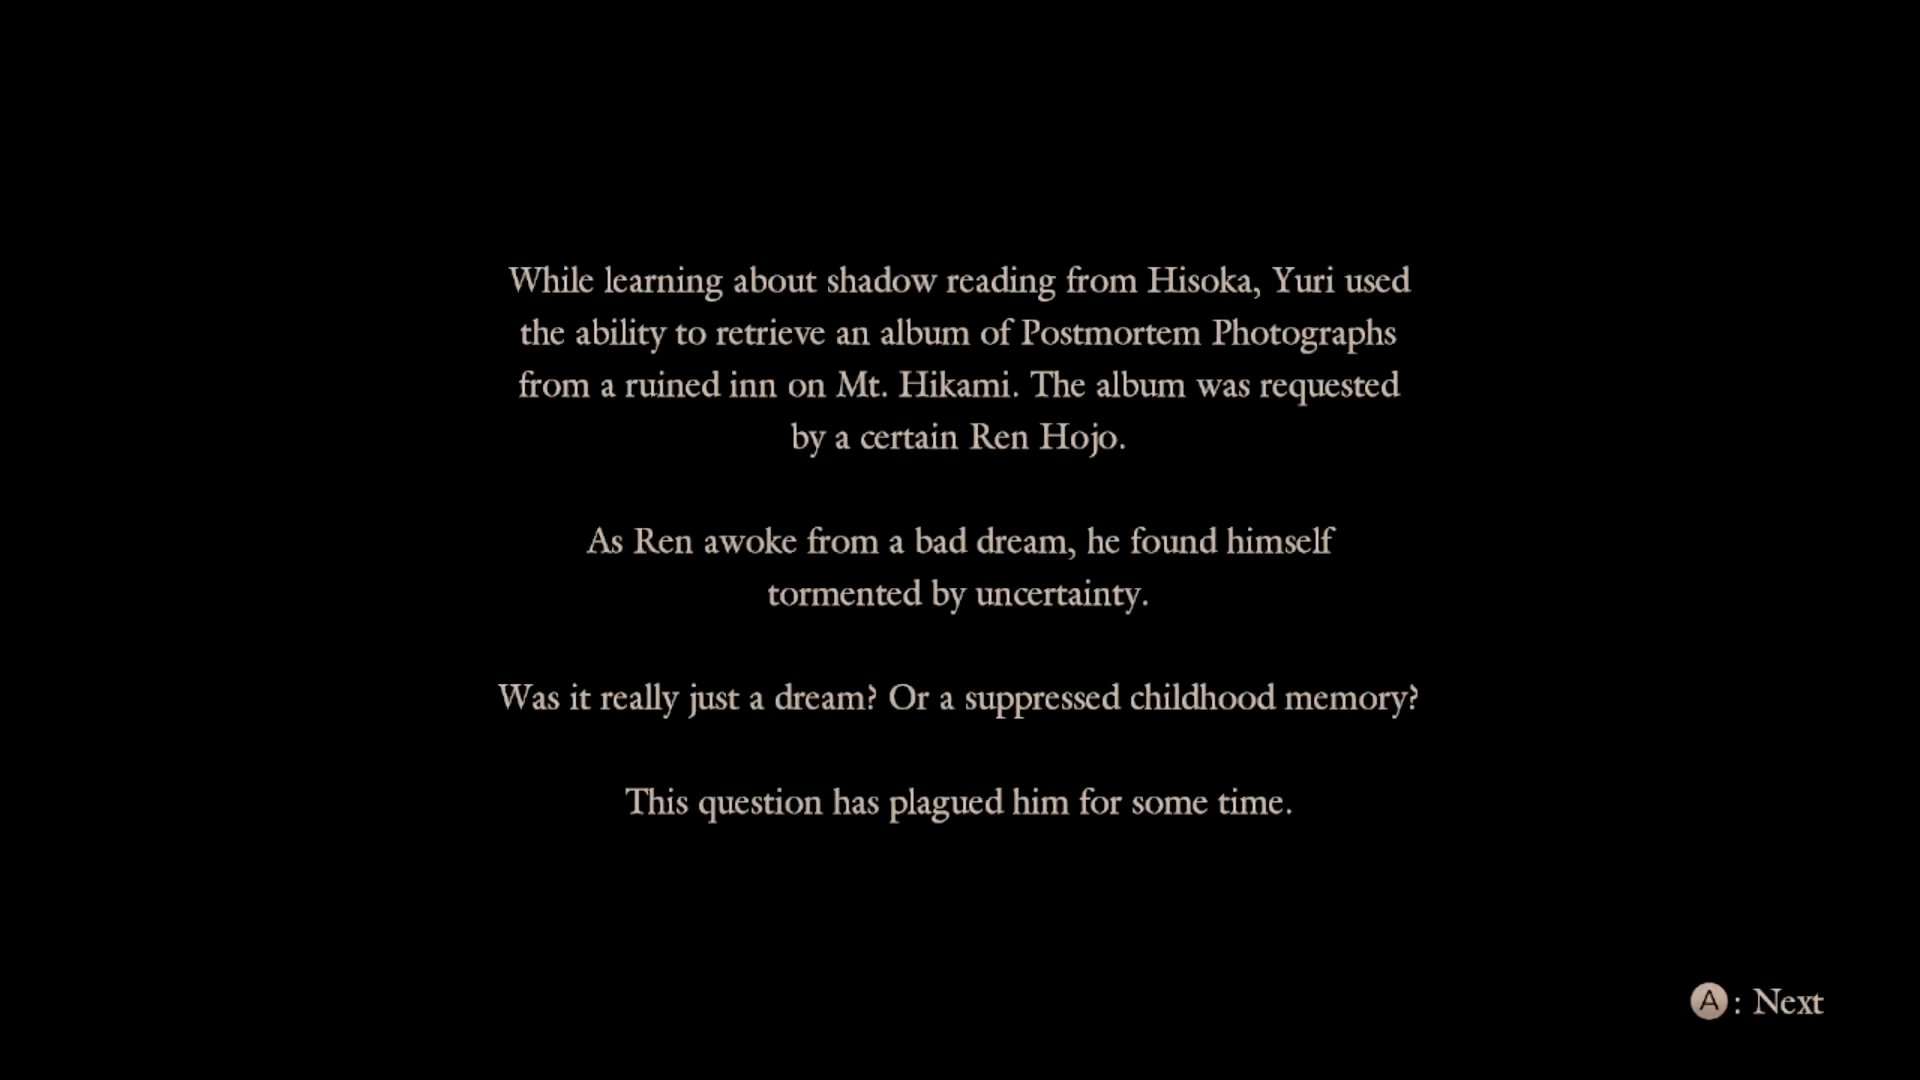 While learning about shadow reading from Hisoka, Yuri used
the ability to retrieve an album of Postmortem Photographs
from a ruined inn on Mt. Hikami. The album was requested
by a certain Ren Hojo.
As Ren awoke from a bad dream, he found himself
tormented by uncertainty.
Was it really just a dream? Or a suppressed childhood memory?
This question has plagued him for some time.
A : Next